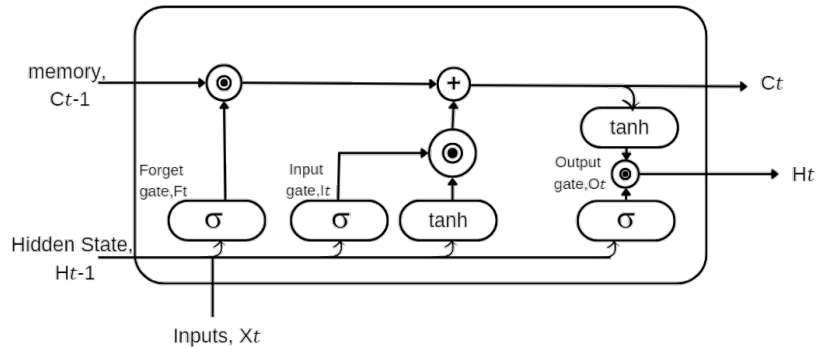 memory,
Ct-1
+
Ct
tanh
Forget
gate,Ft
Input
gate,It
Output
gate,Ot
Ht
σ
σ
tanh
σ
Hidden State,
Ht-1
Inputs, Xt